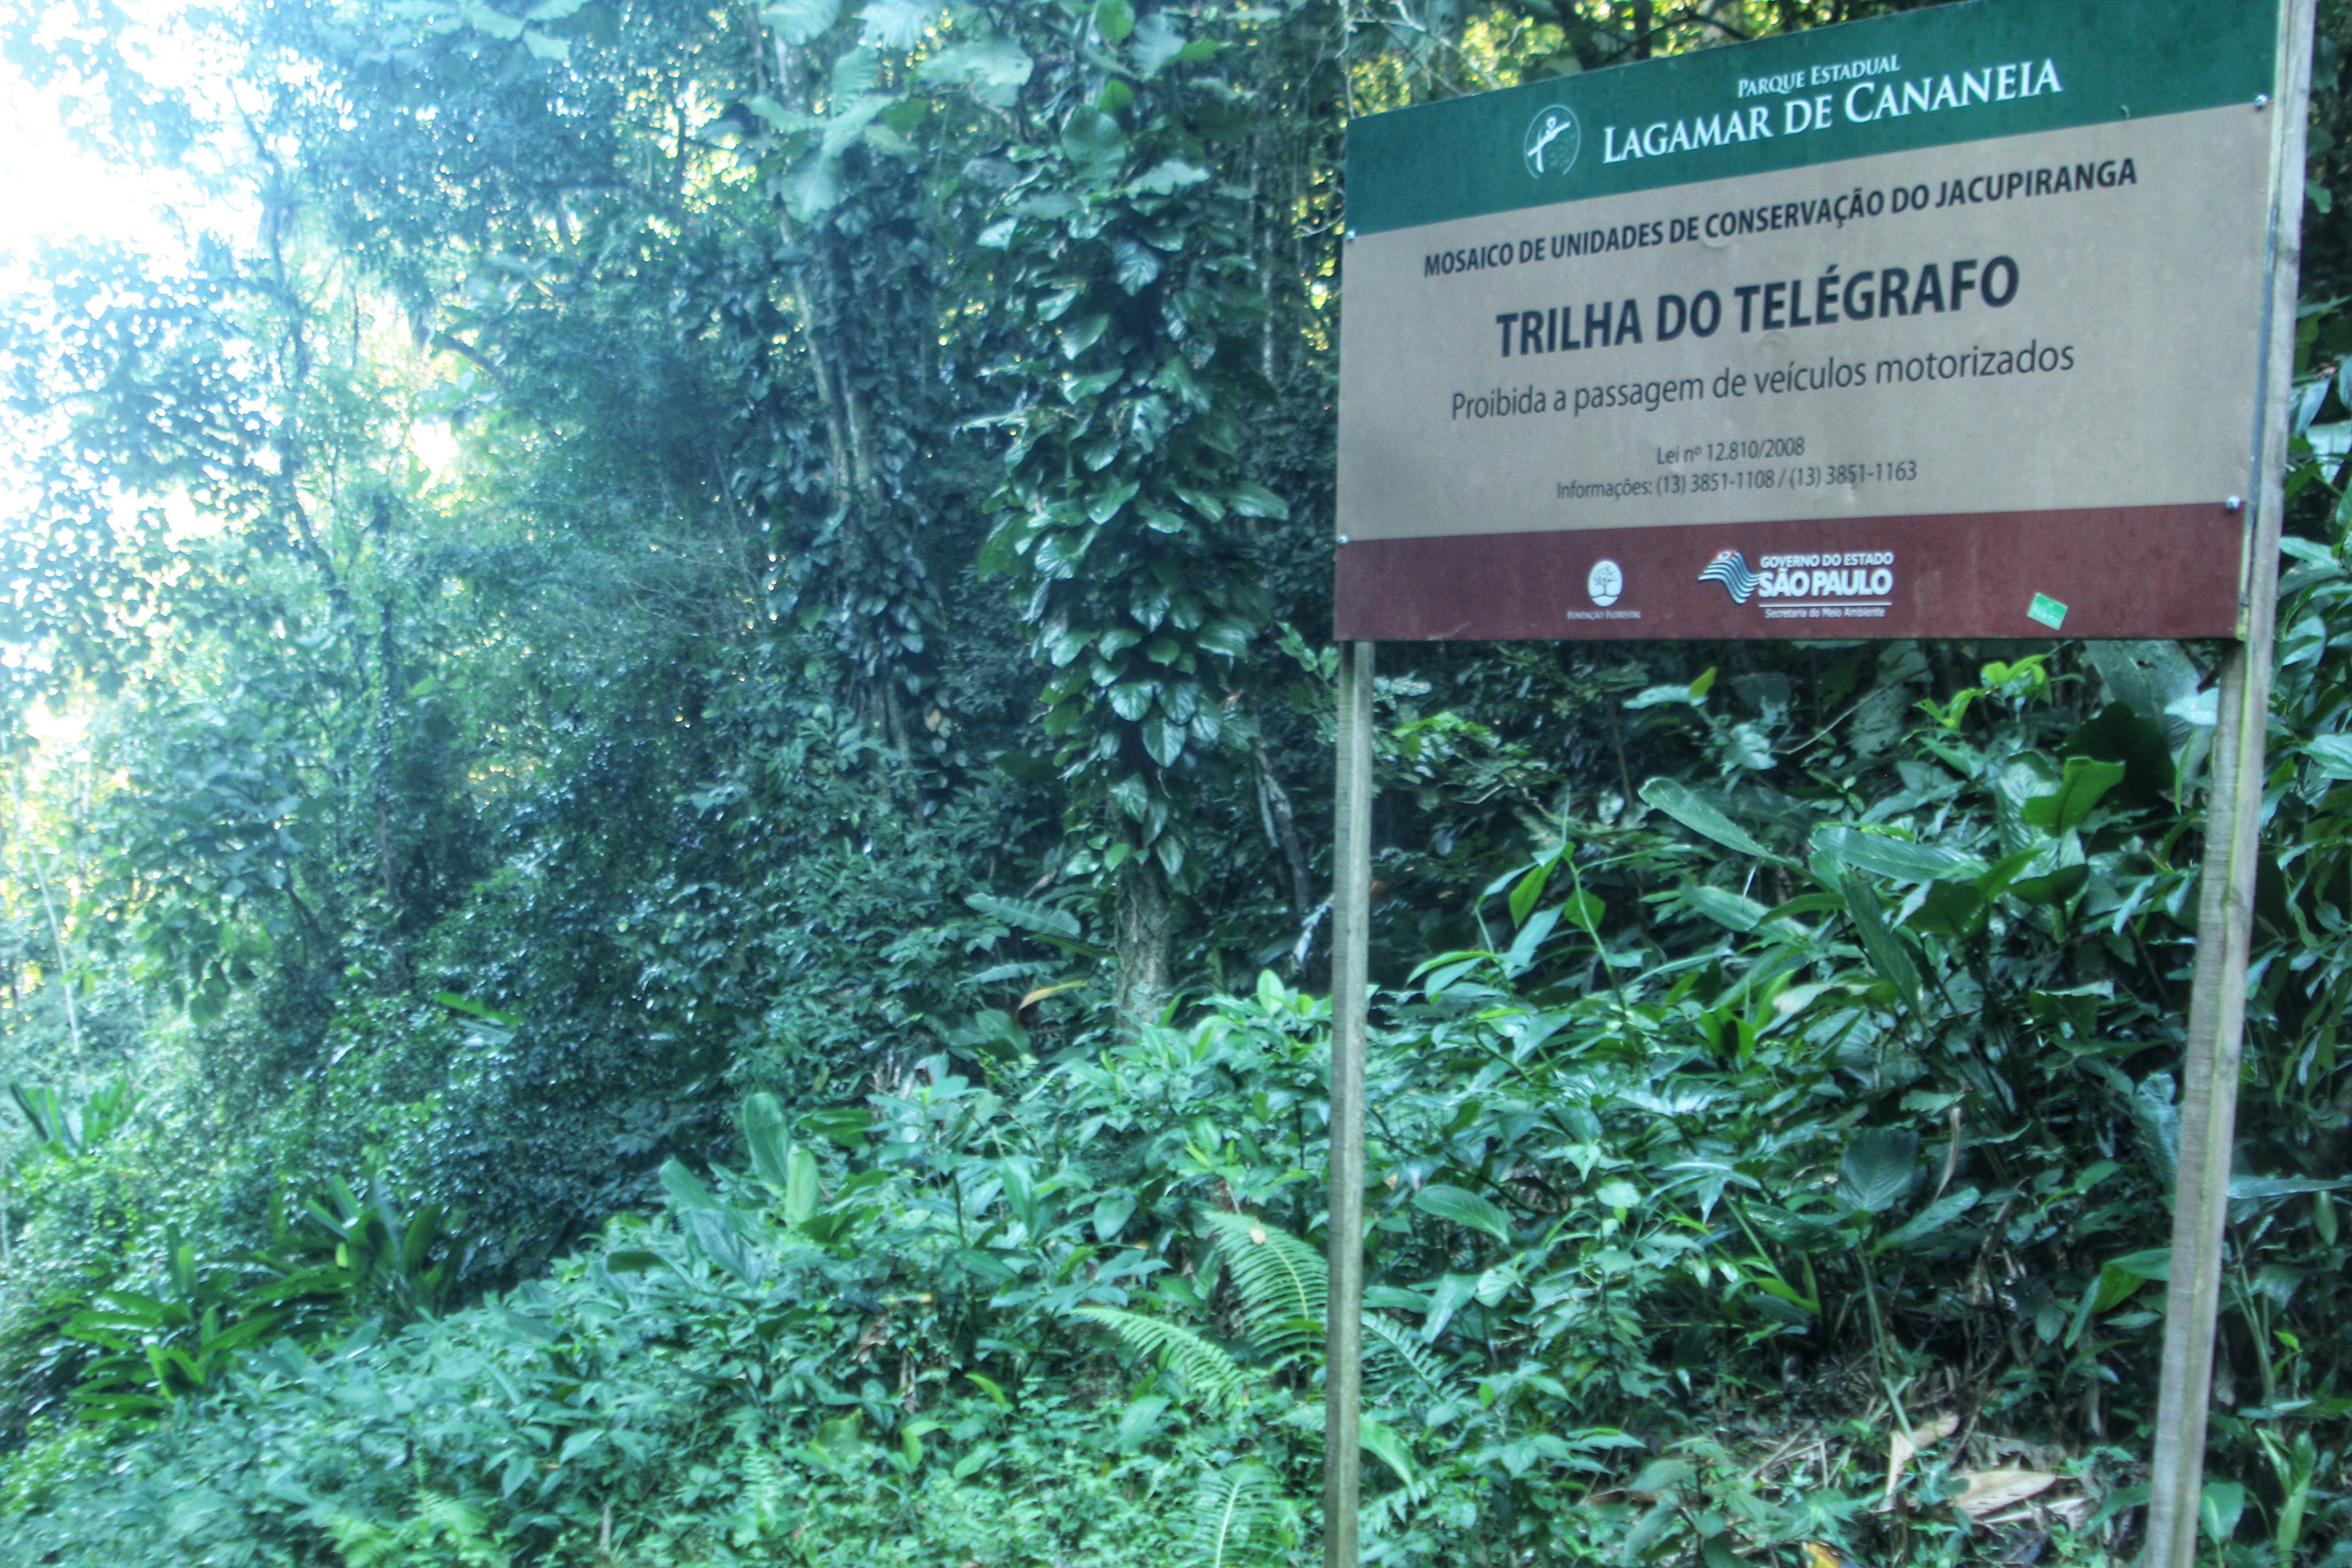 PARQUE ESTADUAL
LAGAMAR DE CANANEIA
MOSAICO DE UNIDADES DE CONSERVAÇÃO DO JACUPIRANGA
TRILHA DO TELÉGRAFO
Proibida a passagem de veículos motorizados
Lei nº 12.810/2008
Informações: (13) 3851-1108 / (13) 3851-1163
FUNDAÇÃO FLORESTAL
GOVERNO DO ESTADO
SÃO PAULO
Secretaria do Meio Ambiente